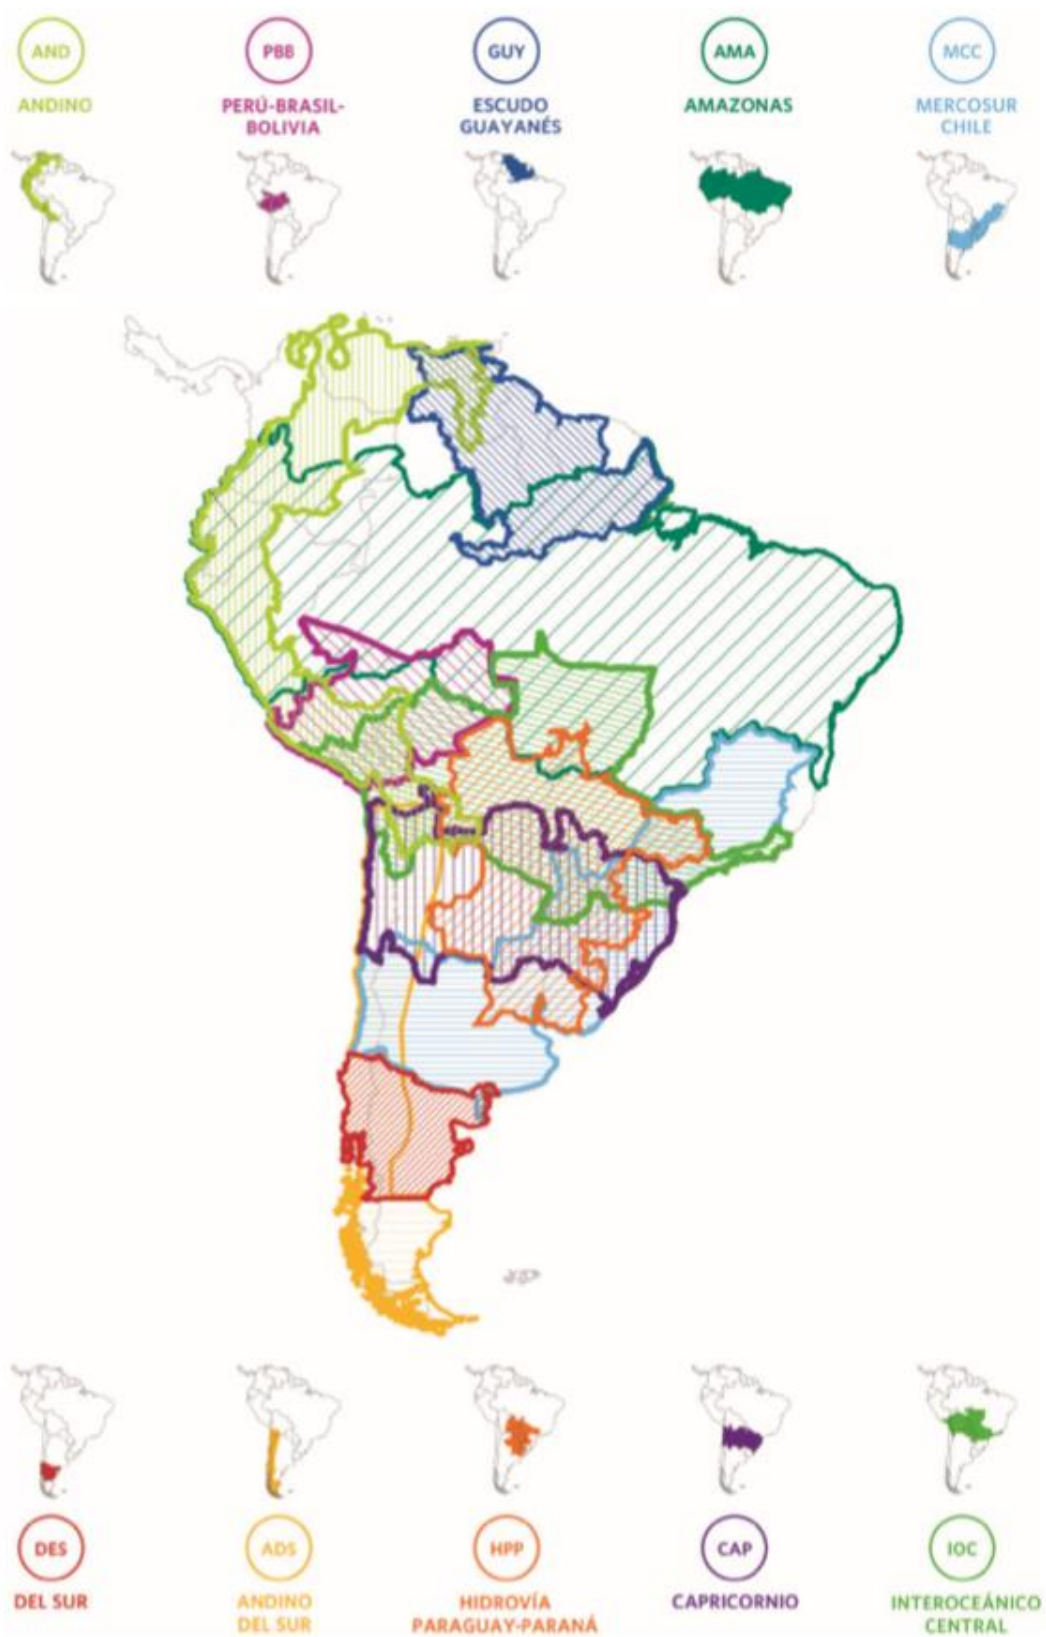 AND
ANDINO
PBB
PERÚ-BRASIL-
BOLIVIA
GUY
ESCUDO
GUAYANÉS
AMA
AMAZONAS
MCC
MERCOSUR
CHILE
DES
DEL SUR
ADS
ANDINO
DEL SUR
HPP
HIDROVÍA
PARAGUAY-PARANÁ
CAP
CAPRICORNIO
IOC
INTEROCEÁNICO
CENTRAL